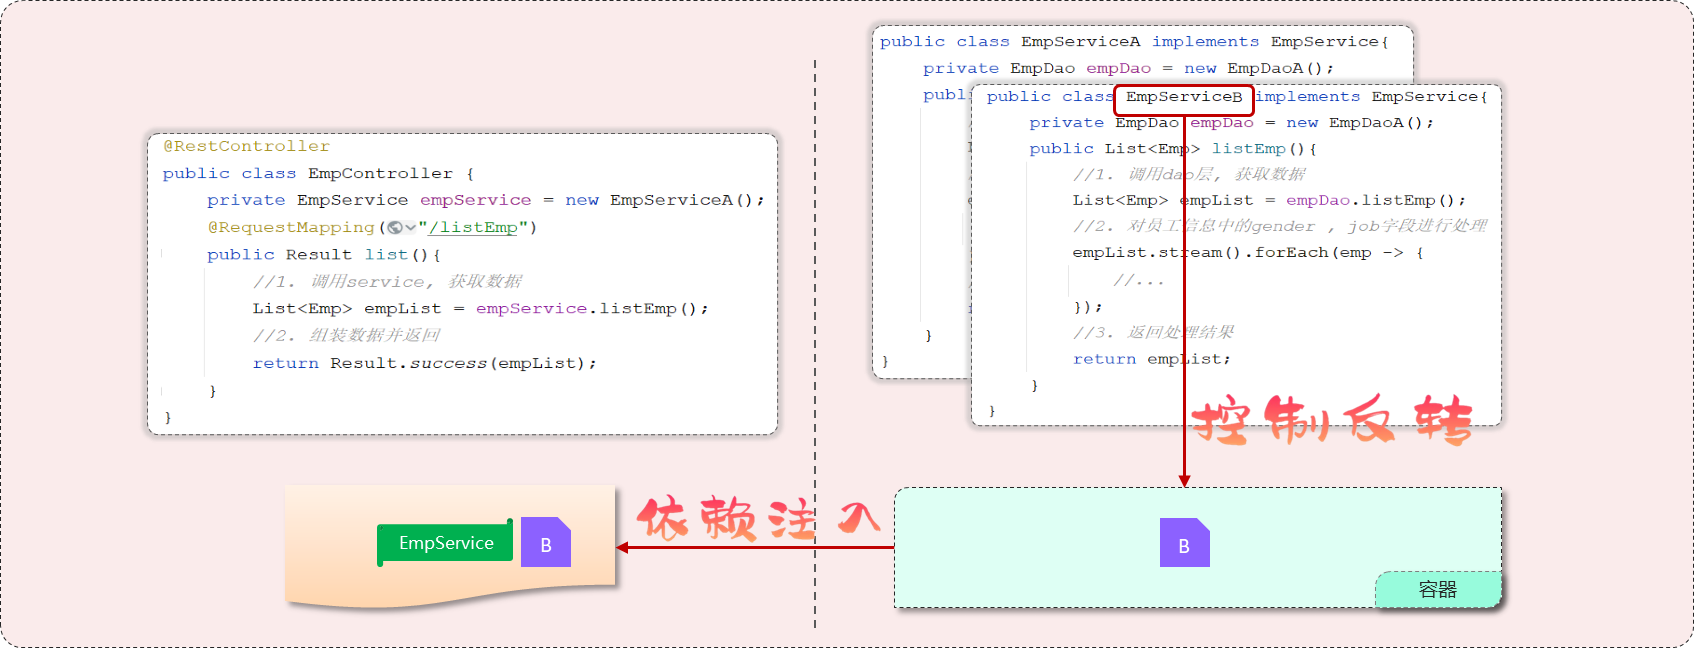 @RestController
public class EmpController {
private EmpService empService = new EmpServiceA();
@RequestMapping("/listEmp")
public Result list(){
//1. 调用service, 获取数据
List<Emp> empList = empService.listEmp();
//2. 组装数据并返回
return Result.success(empList);
}
}
public class EmpServiceA implements EmpService{
private EmpDao empDao = new EmpDaoA();
}
}
public class EmpServiceB implements EmpService{
private EmpDao empDao = new EmpDaoA();
public List<Emp> listEmp(){
//1. 调用dao层, 获取数据
List<Emp> empList = empDao.listEmp();
//2. 对员工信息中的gender , job字段进行处理
empList.stream().forEach(emp -> {
//...
});
//3. 返回处理结果
return empList;
}
}
控制反转
依赖注入
EmpService
B
B
容器